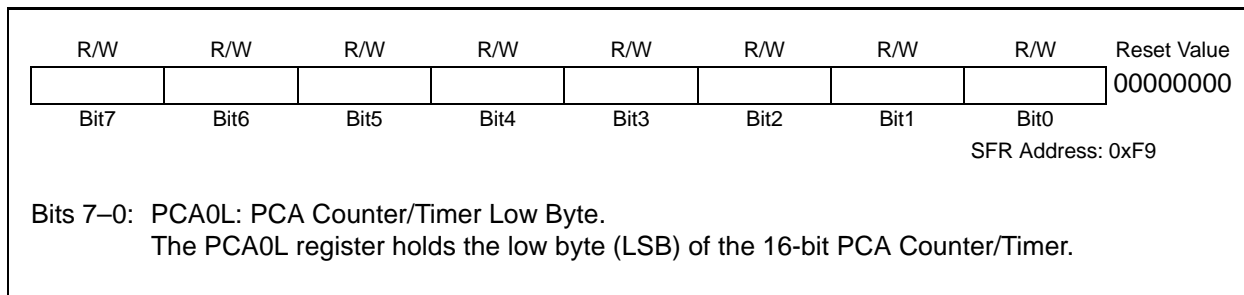 R/W R/W R/W R/W R/W R/W R/W R/W Reset Value
00000000
Bit7 Bit6 Bit5 Bit4 Bit3 Bit2 Bit1 Bit0
SFR Address: 0xF9
Bits 7–0: PCA0L: PCA Counter/Timer Low Byte.
The PCA0L register holds the low byte (LSB) of the 16-bit PCA Counter/Timer.